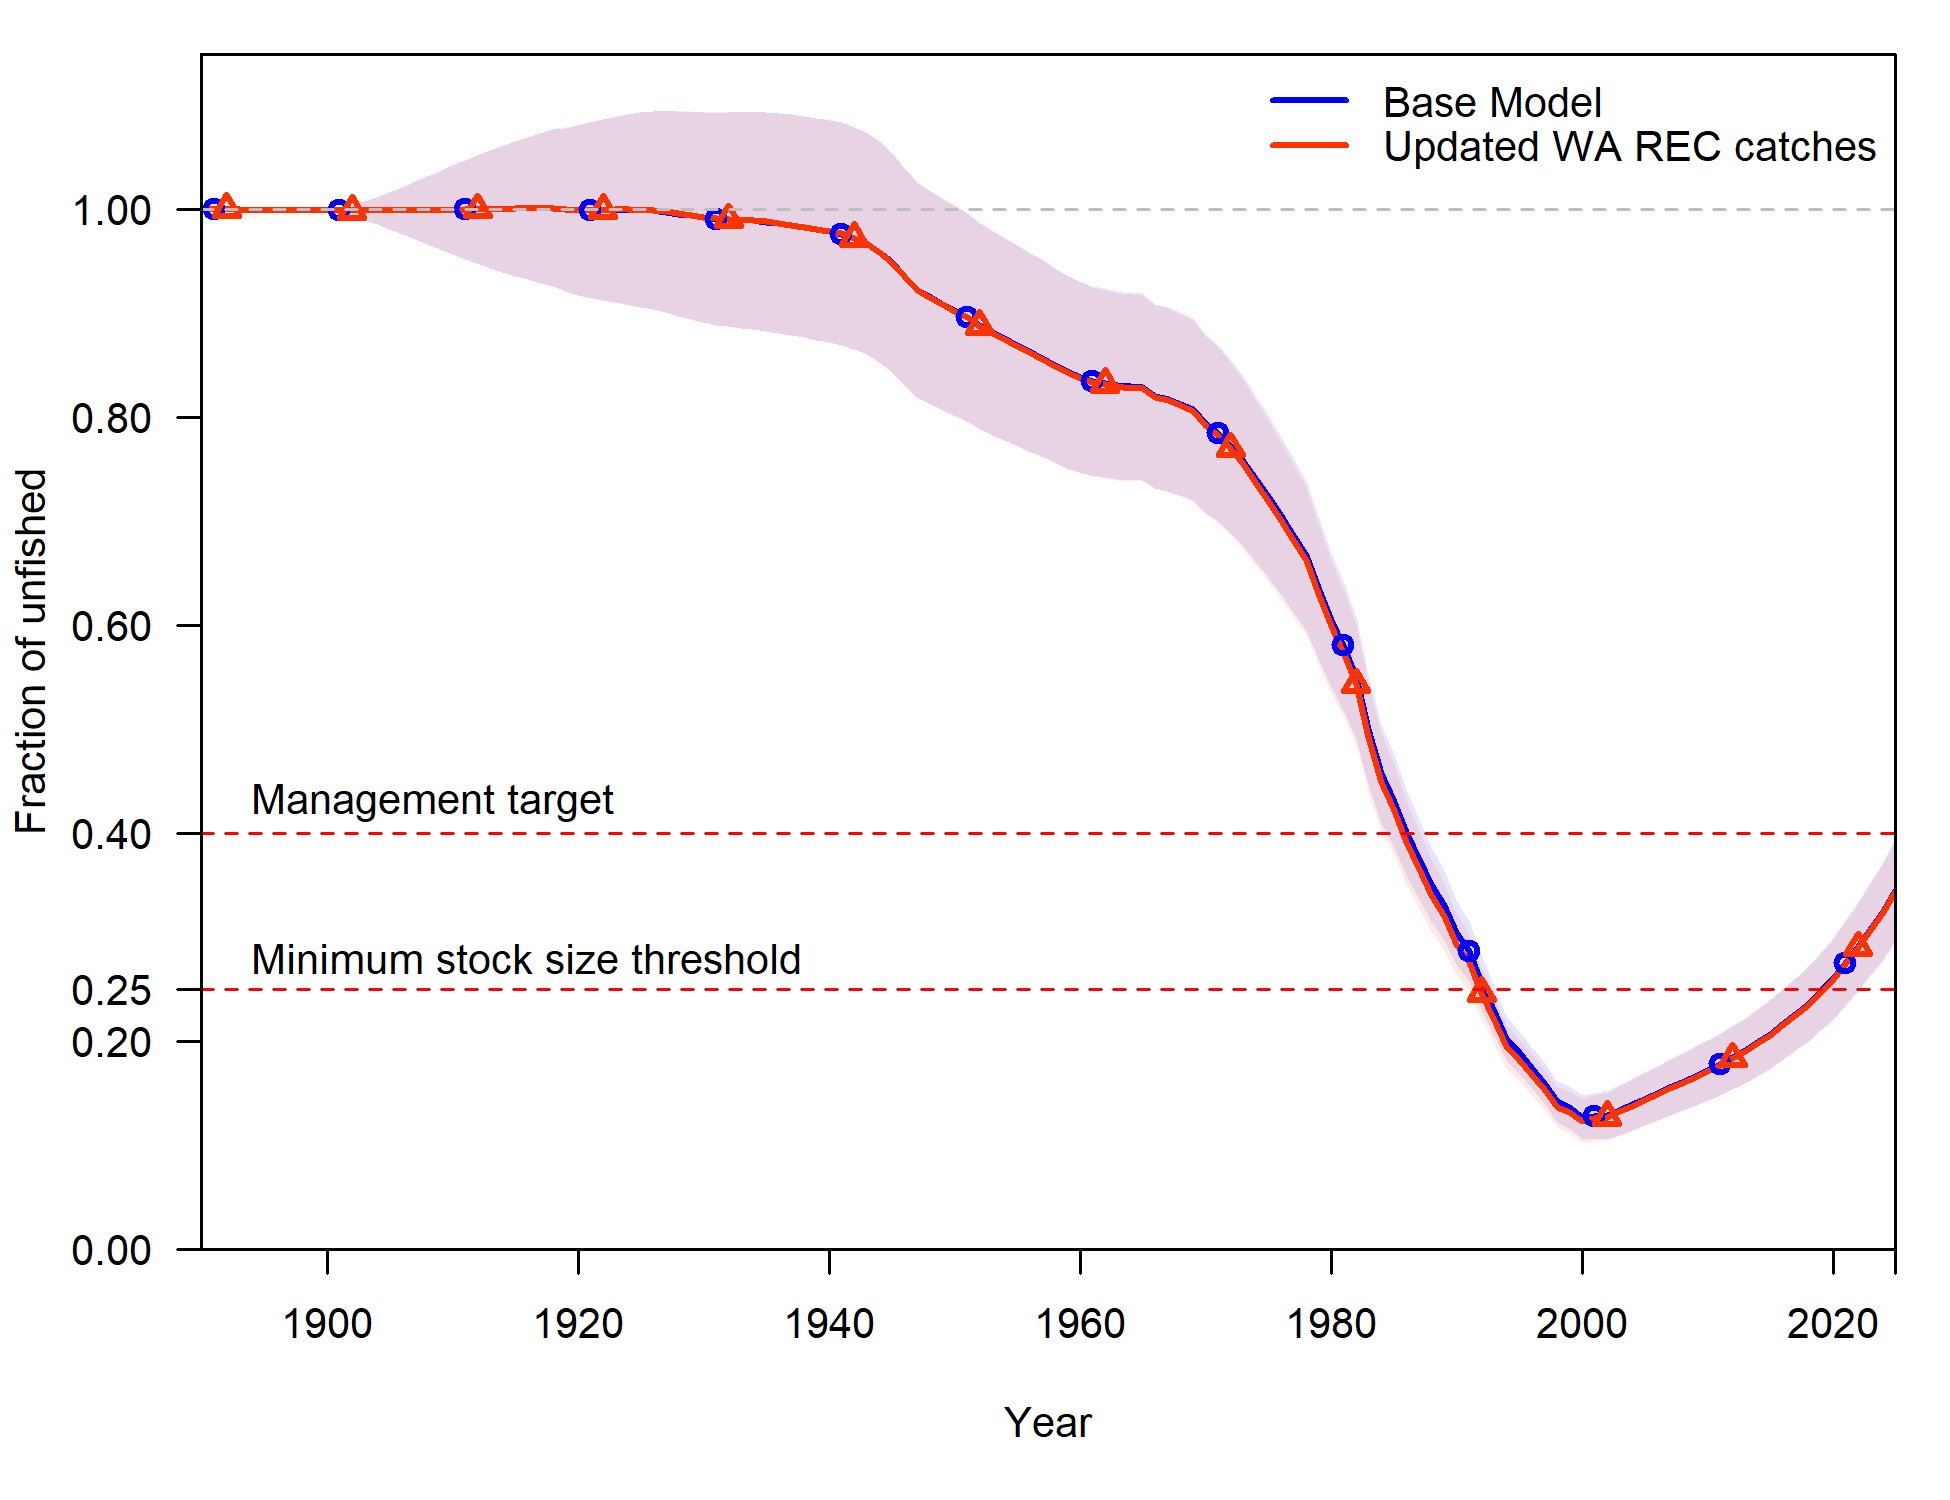 Base Model
Updated WA REC catches
1.00
0.80
0.60
0.40
0.25
0.20
0.00
Fraction of unfished
Management target
Minimum stock size threshold
1900 1920 1940 1960 1980 2000 2020
Year